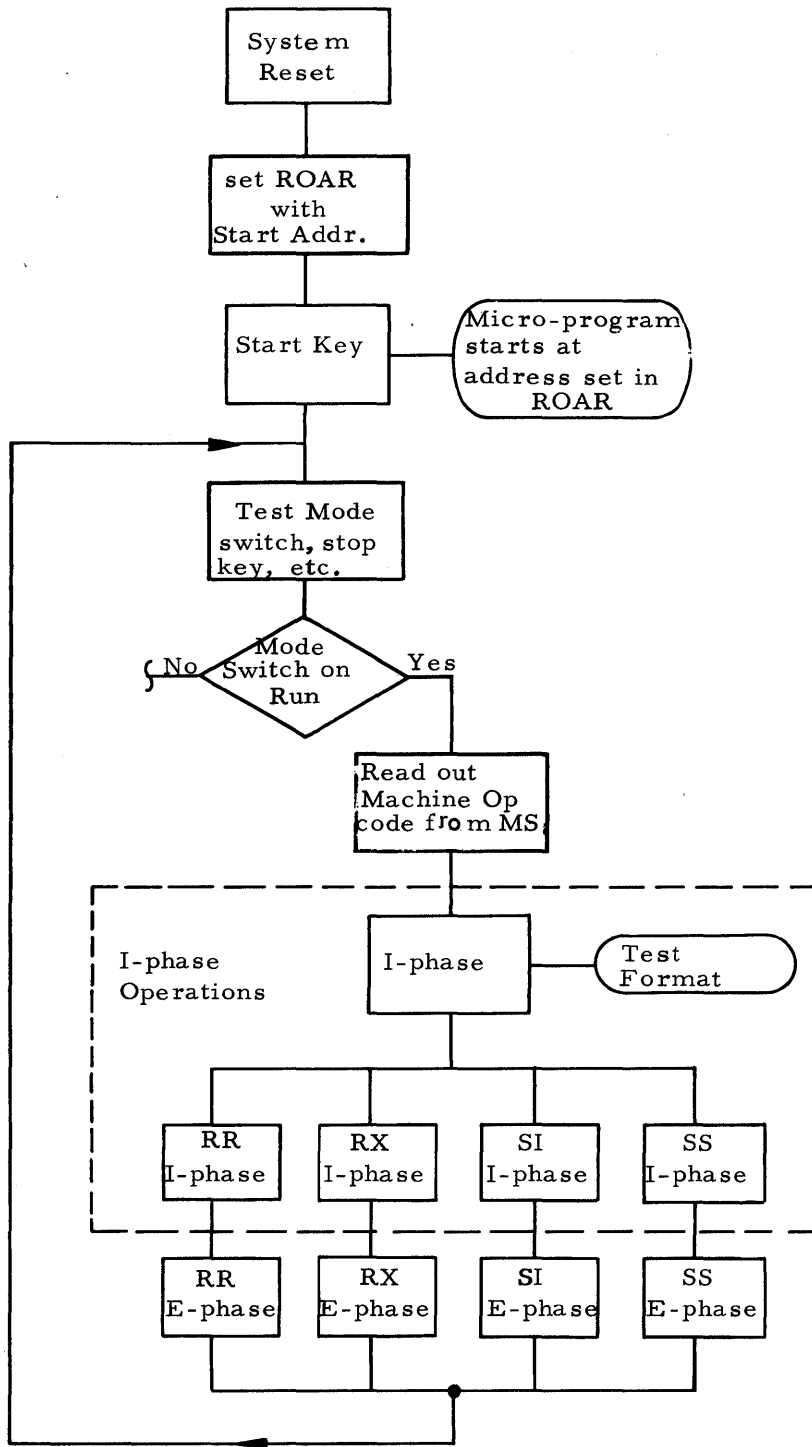 System
Reset
set ROAR
with
Start Addr.
Start Key
Micro-program
starts at
address set in
ROAR
Test Mode
switch, stop
key, etc.
Mode
Switch on
Run
No
Yes
Read out
Machine Op
code from MS
I-phase
Operations
I-phase
Test
Format
RR
I-phase
RX
I-phase
SI
I-phase
SS
I-phase
RR
E-phase
RX
E-phase
SI
E-phase
SS
E-phase